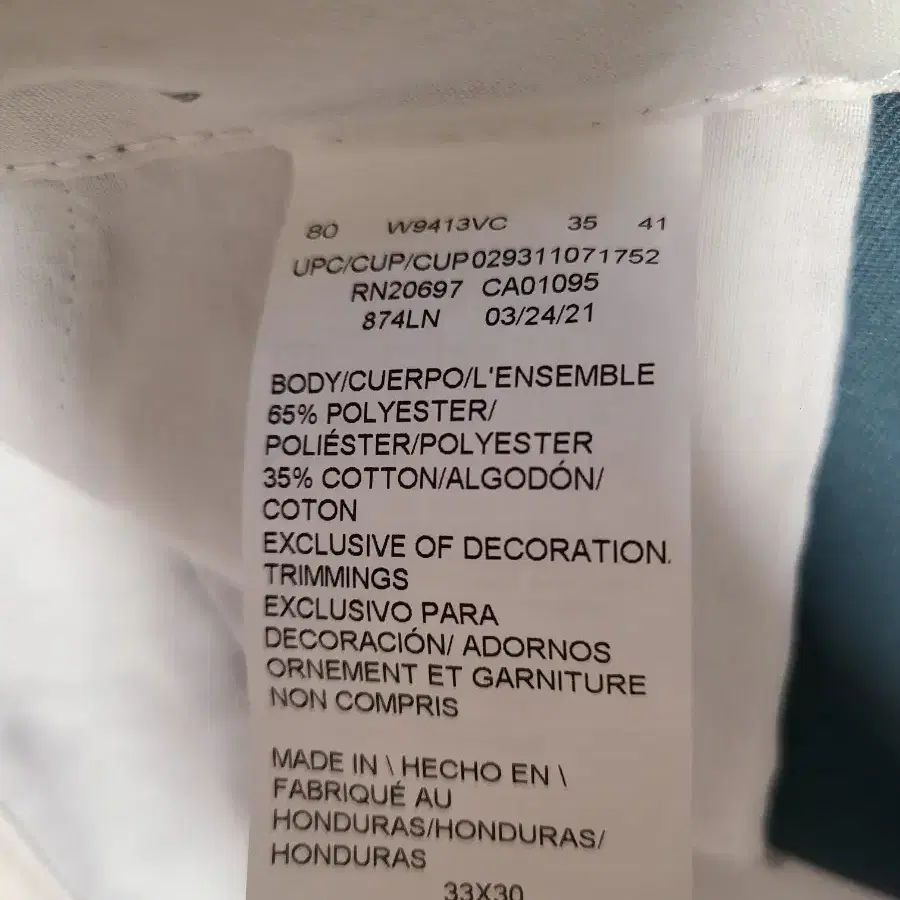 80 W9413VC 35 41
UPC/CUP/CUP029311071752
RN20697 CA01095
874LN 03/24/21
BODY/CUERPO/L'ENSEMBLE
65% POLYESTER/
POLIÉSTER/POLYESTER
35% COTTON/ALGODÓN/
COTON
EXCLUSIVE OF DECORATION.
TRIMMINGS
EXCLUSIVO PARA
DECORACIÓN/ ADORNOS
ORNEMENT ET GARNITURE
NON COMPRIS
MADE IN \ HECHO EN \
FABRIQUÉ AU
HONDURAS/HONDURAS/
HONDURAS
33X30